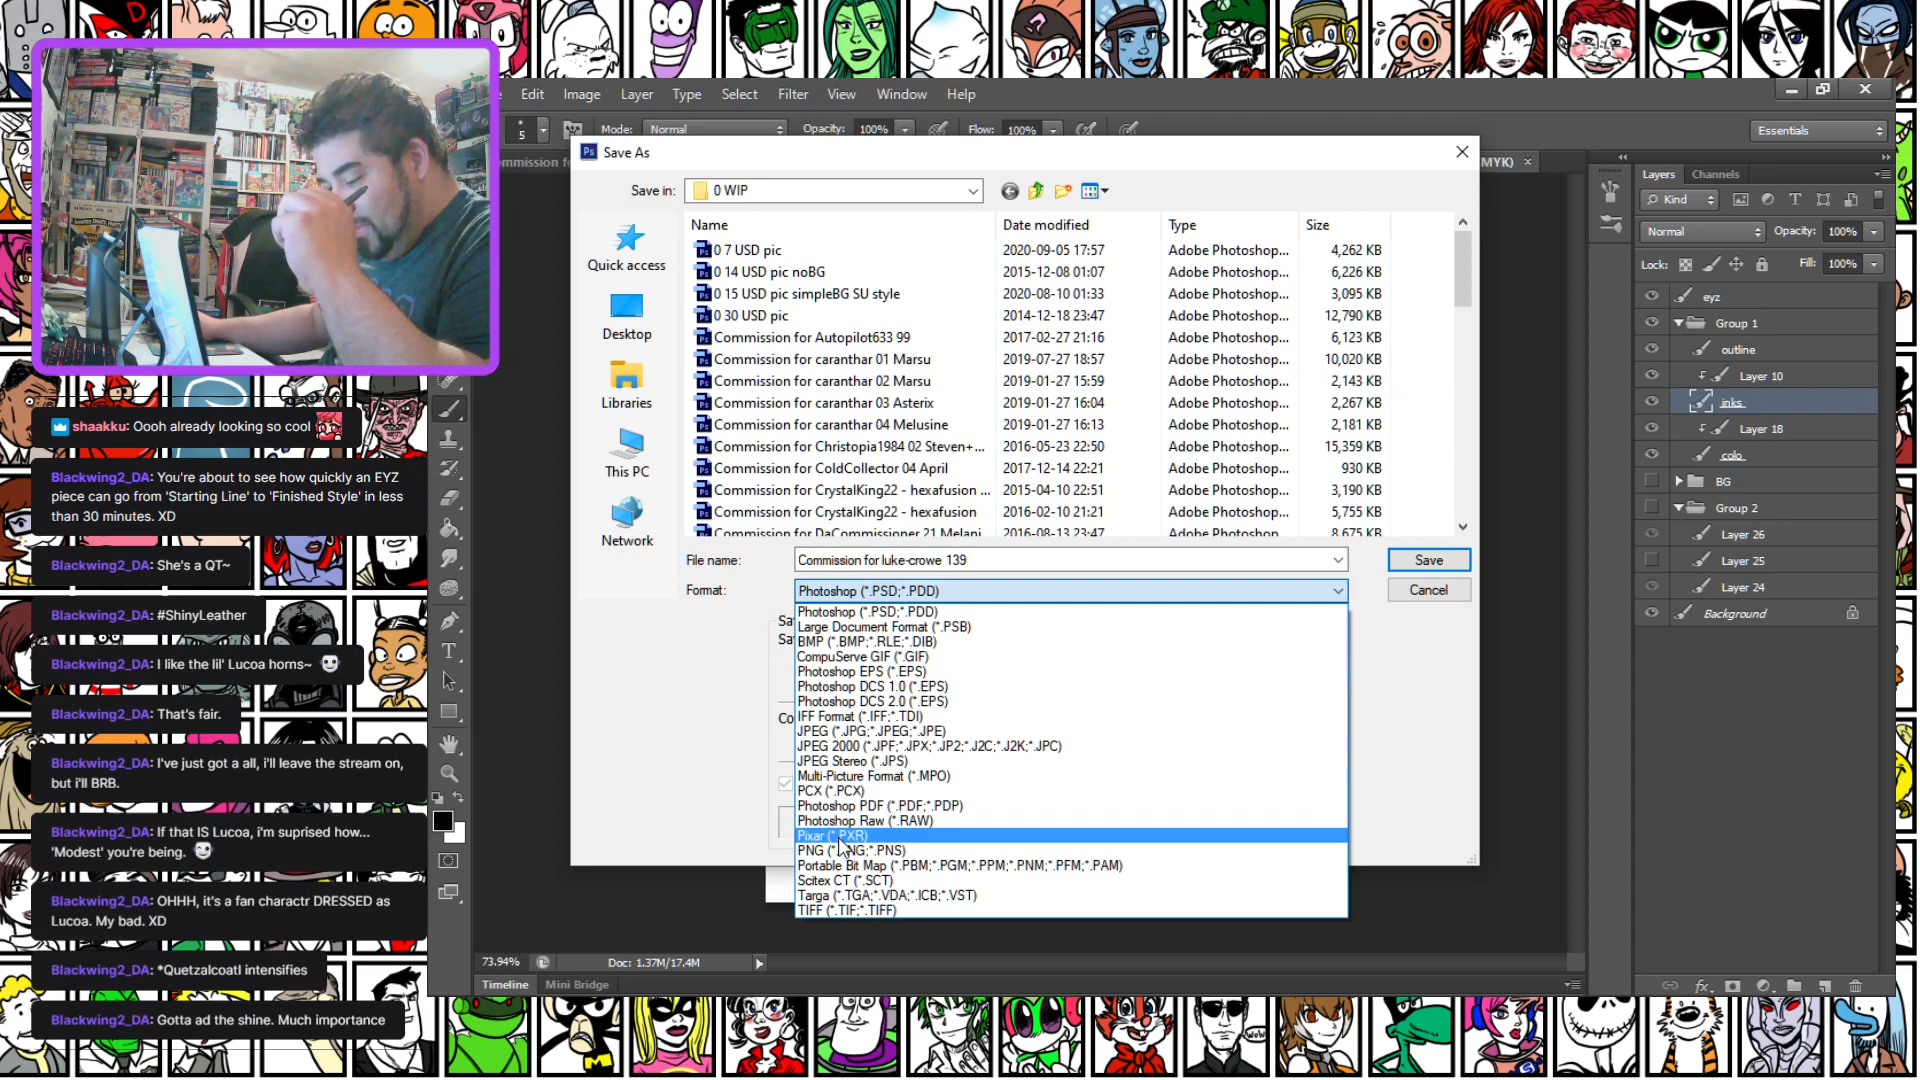 Edit Image Layer Type Select Filter View Window Help
5 Mode: Normal Opacity: 100% Flow: 100%
Essentials
ommission fo
MYK) ×
Save As
Save in: 0 WIP
Name Date modified Type Size
0 7 USD pic 2020-09-05 17:57 Adobe Photoshop... 4,262 KB
0 14 USD pic noBG 2015-12-08 01:07 Adobe Photoshop... 6,226 KB
0 15 USD pic simpleBG SU style 2020-08-10 01:33 Adobe Photoshop... 3,095 KB
0 30 USD pic 2014-12-18 23:47 Adobe Photoshop... 12,790 KB
Commission for Autopilot633 99 2017-02-27 21:16 Adobe Photoshop... 6,123 KB
Commission for caranthar 01 Marsu 2019-07-27 18:57 Adobe Photoshop... 10,020 KB
Commission for caranthar 02 Marsu 2019-01-27 15:59 Adobe Photoshop... 2,143 KB
Commission for caranthar 03 Asterix 2019-01-27 16:04 Adobe Photoshop... 2,267 KB
Commission for caranthar 04 Melusine 2019-01-27 16:13 Adobe Photoshop... 2,181 KB
Commission for Christopia1984 02 Steven+... 2016-05-23 22:50 Adobe Photoshop... 15,359 KB
Commission for ColdCollector 04 April 2017-12-14 22:21 Adobe Photoshop... 930 KB
Commission for CrystalKing22 - hexafusion ... 2015-04-10 22:51 Adobe Photoshop... 3,190 KB
Commission for CrystalKing22 - hexafusion 2016-02-10 21:21 Adobe Photoshop... 5,755 KB
Commission for DaCommissioner 21 Melani 2016-08-13 23:47 Adobe Photoshop... 8,675 KB
Quick access
Desktop
Libraries
This PC
Network
File name: Commission for luke-crowe 139 Save
Format: Photoshop (*.PSD;*.PDD) Cancel
Sa
Sa
Co
Photoshop (*.PSD;*.PDD)
Large Document Format (*.PSB)
BMP (*.BMP;*.RLE;*.DIB)
CompuServe GIF (*.GIF)
Photoshop EPS (*.EPS)
Photoshop DCS 1.0 (*.EPS)
Photoshop DCS 2.0 (*.EPS)
IFF Format (*.IFF;*.TDI)
JPEG (*.JPG;*.JPEG;*.JPE)
JPEG 2000 (*.JPF;*.JPX;*.JP2;*.J2C;*.J2K;*.JPC)
JPEG Stereo (*.JPS)
Multi-Picture Format (*.MPO)
PCX (*.PCX)
Photoshop PDF (*.PDF;*.PDP)
Photoshop Raw (*.RAW)
Pixar (*.PXR)
PNG (*.PNG;*.PNS)
Portable Bit Map (*.PBM;*.PGM;*.PPM;*.PNM;*.PFM;*.PAM)
Scitex CT (*.SCT)
Targa (*.TGA;*.VDA;*.ICB;*.VST)
TIFF (*.TIF;*.TIFF)
73.94% Doc: 1.37M/17.4M
Timeline Mini Bridge
Layers Channels
Kind
Normal Opacity: 100%
Lock: Fill: 100%
eyz
Group 1
outline
Layer 10
inks
Layer 18
colo
BG
Group 2
Layer 26
Layer 25
Layer 24
Background
shaakku: Oooh already looking so cool
Blackwing2_DA: You're about to see how quickly an EYZ
piece can go from 'Starting Line' to 'Finished Style' in less
than 30 minutes. XD
Blackwing2_DA: She's a QT~
Blackwing2_DA: #ShinyLeather
Blackwing2_DA: I like the lil' Lucoa horns~
Blackwing2_DA: That's fair.
Blackwing2_DA: I've just got a all, i'll leave the stream on,
but i'll BRB.
Blackwing2_DA: If that IS Lucoa, i'm suprised how...
'Modest' you're being.
Blackwing2_DA: OHHH, it's a fan charactr DRESSED as
Lucoa. My bad. XD
Blackwing2_DA: *Quetzalcoatl intensifies
Blackwing2_DA: Gotta ad the shine. Much importance
WOW